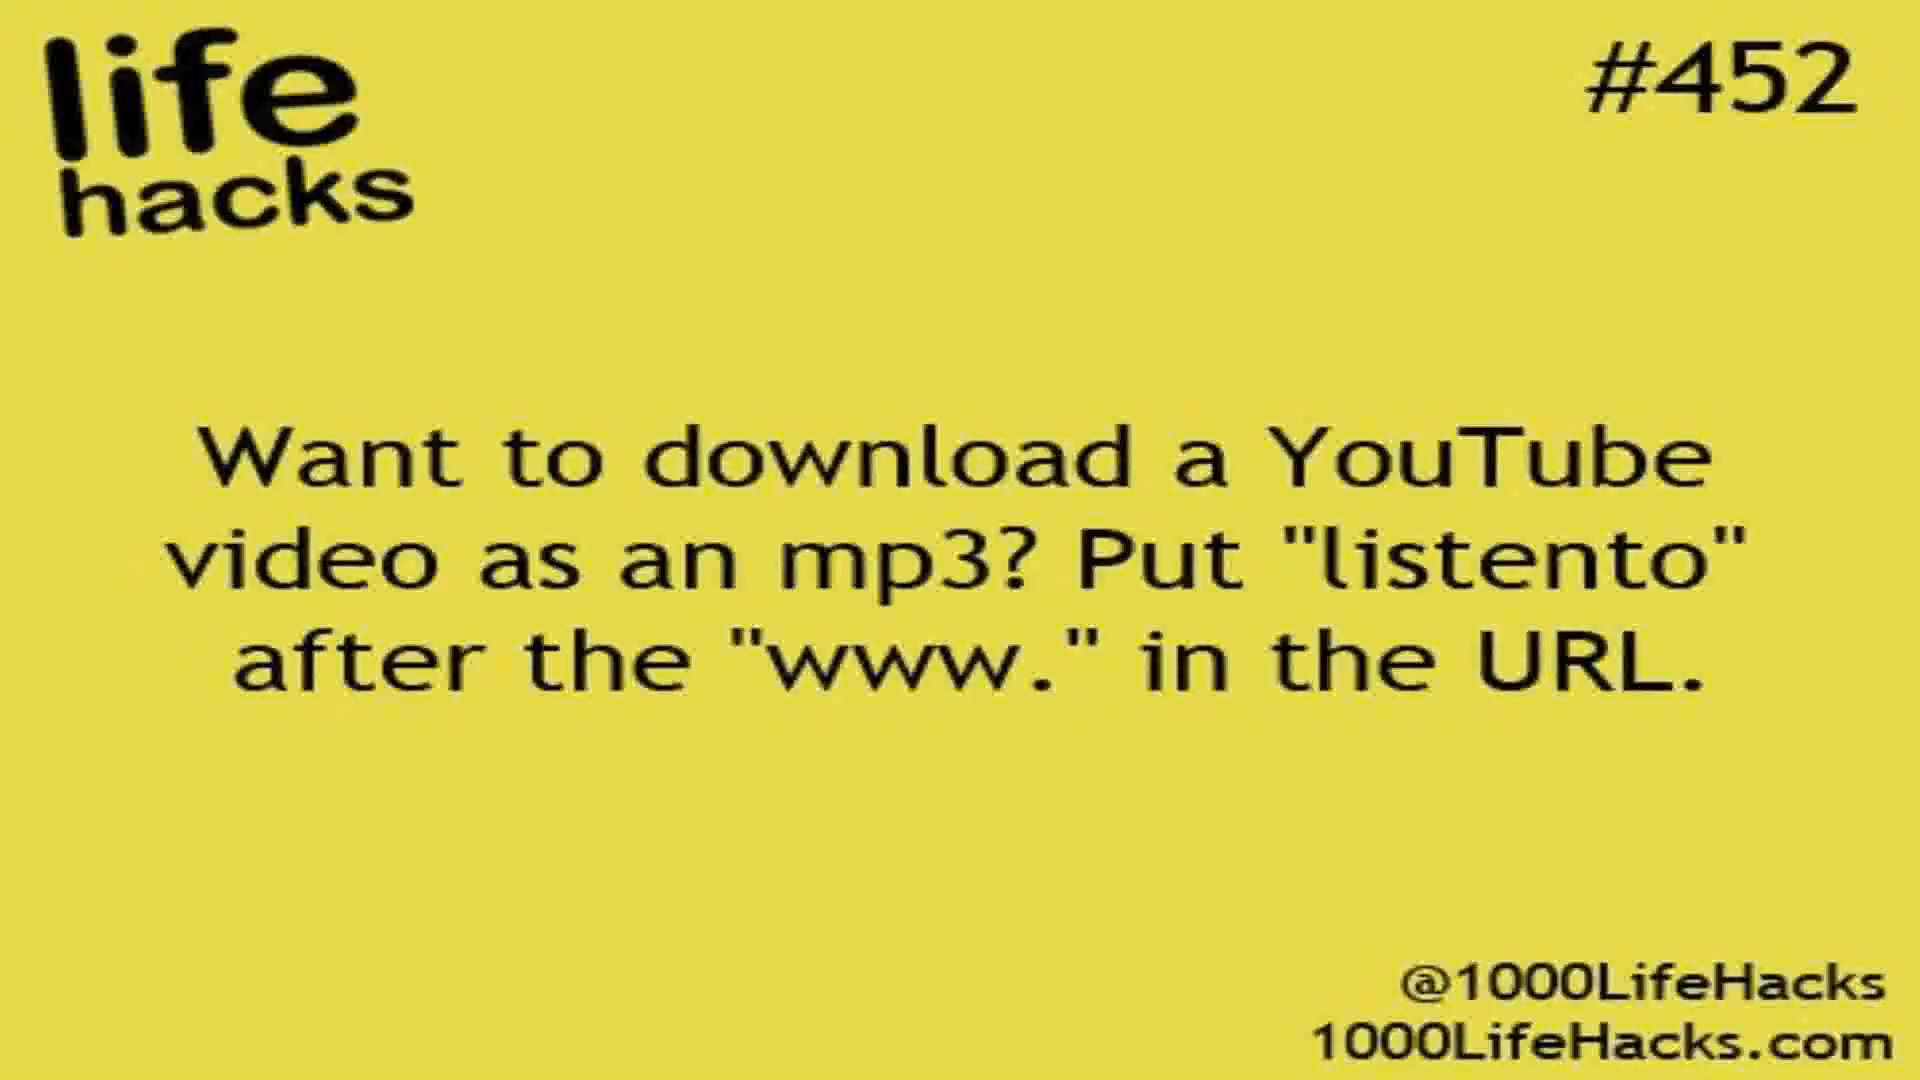 life
hacks
#452
Want to download a YouTube
video as an mp3? Put "listento"
after the "www." in the URL.
@1000LifeHacks
1000LifeHacks.com